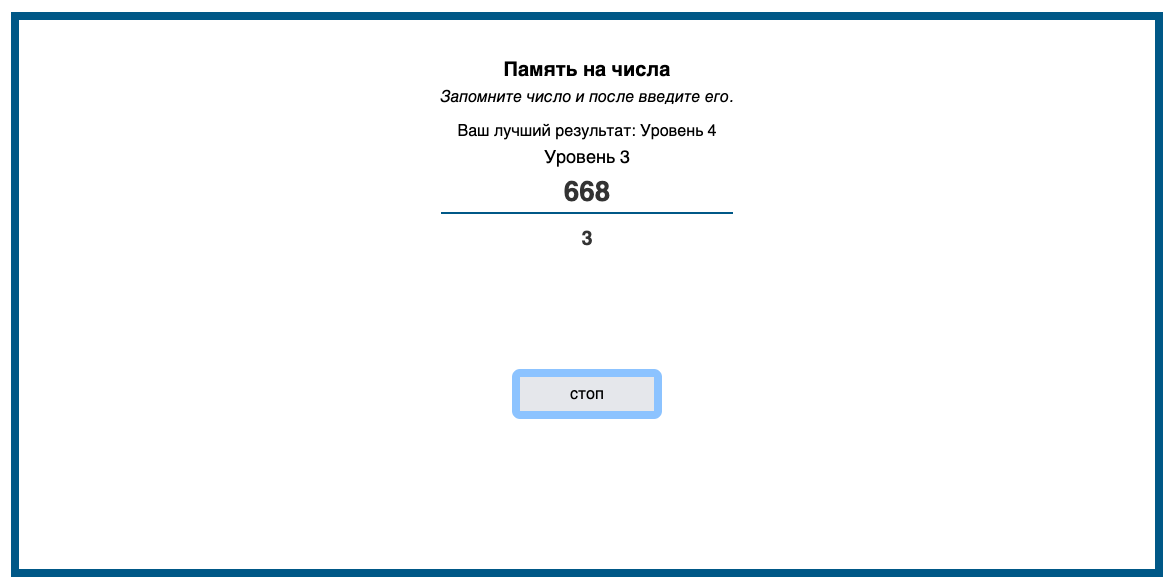 Память на числа
Запомните число и после введите его.
Ваш лучший результат: Уровень 4
Уровень 3
668
3
стоп